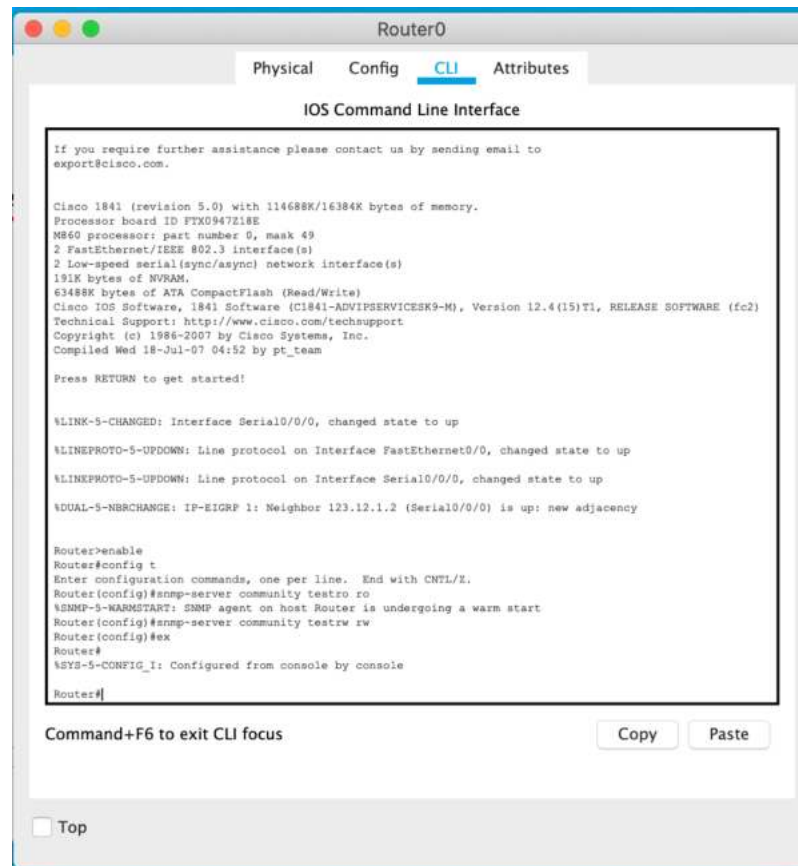 Router0
Physical Config CLI Attributes
IOS Command Line Interface
If you require further assistance please contact us by sending email to
export@cisco.com.
Cisco 1841 (revision 5.0) with 114688K/16384K bytes of memory.
Processor board ID FTX0947Z18E
M860 processor: part number 0, mask 49
2 FastEthernet/IEEE 802.3 interface(s)
2 Low-speed serial(sync/async) network interface(s)
191K bytes of NVRAM.
63488K bytes of ATA CompactFlash (Read/Write)
Cisco IOS Software, 1841 Software (C1841-ADVIPSERVICESK9-M), Version 12.4(15)T1, RELEASE SOFTWARE (fc2)
Technical Support: http://www.cisco.com/techsupport
Copyright (c) 1986-2007 by Cisco Systems, Inc.
Compiled Wed 18-Jul-07 04:52 by pt_team
Press RETURN to get started!
%LINK-5-CHANGED: Interface Serial0/0/0, changed state to up
%LINEPROTO-5-UPDOWN: Line protocol on Interface FastEthernet0/0, changed state to up
%LINEPROTO-5-UPDOWN: Line protocol on Interface Serial0/0/0, changed state to up
%DUAL-5-NBRCHANGE: IP-EIGRP 1: Neighbor 123.12.1.2 (Serial0/0/0) is up: new adjacency
Router>enable
Router#config t
Enter configuration commands, one per line.  End with CNTL/Z.
Router(config)#snmp-server community testro ro
%SNMP-5-WARMSTART: SNMP agent on host Router is undergoing a warm start
Router(config)#snmp-server community testrw rw
Router(config)#ex
Router#
%SYS-5-CONFIG_I: Configured from console by console
Router#
Command+F6 to exit CLI focus
Copy Paste
Top